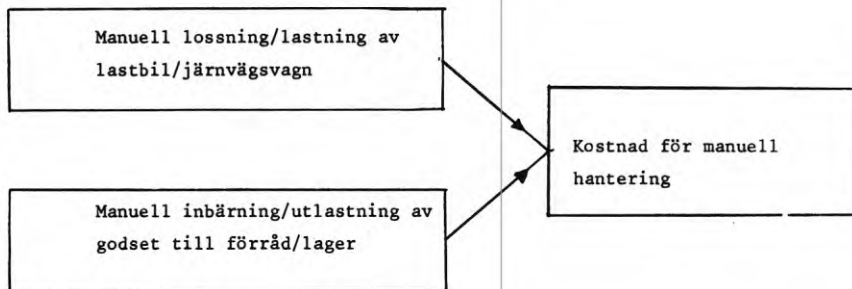 Manuell lossning/lastning av
lastbil/järnvägsvagn
Manuell inbärning/utlastning av
godset till förråd/lager
Kostnad för manuell
hantering